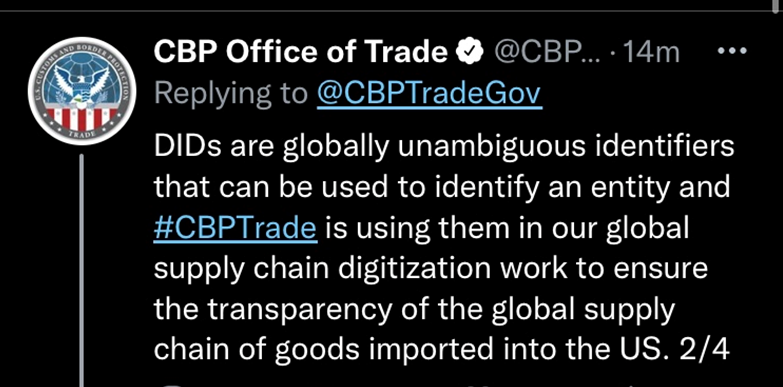 CBP Office of Trade @CBP... · 14m ...
Replying to @CBPTradeGov
DIDs are globally unambiguous identifiers
that can be used to identify an entity and
#CBPTrade is using them in our global
supply chain digitization work to ensure
the transparency of the global supply
chain of goods imported into the US. 2/4
U.S. CUSTOMS AND BORDER PROTECTION
TRADE